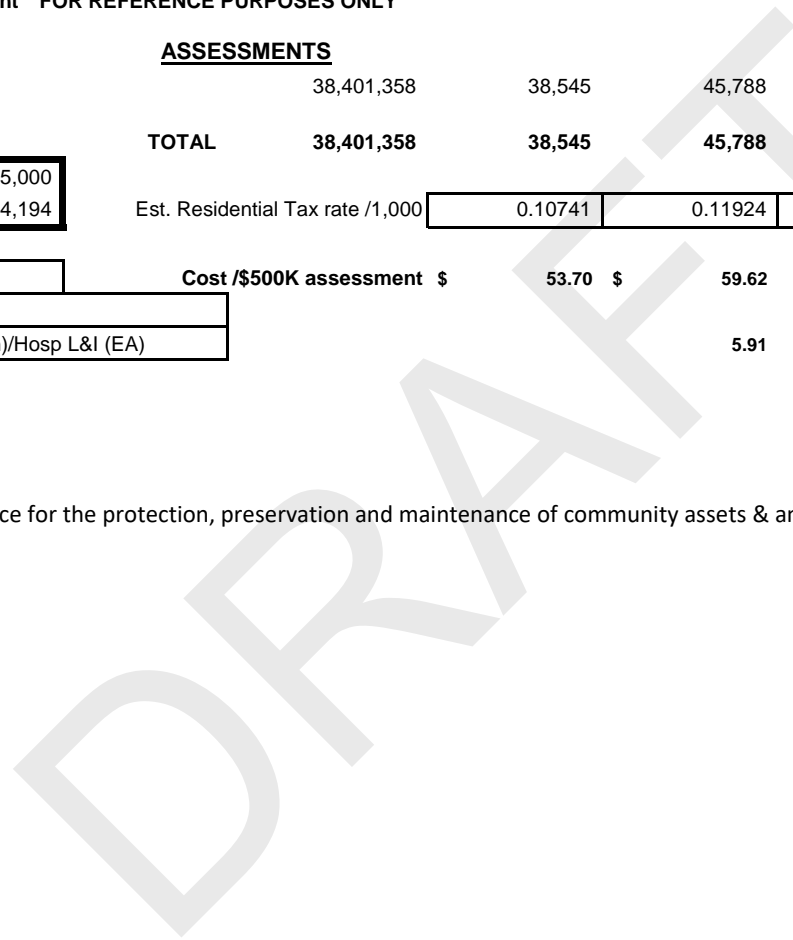 FOR REFERENCE PURPOSES ONLY
ASSESSMENTS
38,401,358 38,545 45,788
TOTAL 38,401,358 38,545 45,788
5,000
4,194 Est. Residential Tax rate /1,000 0.10741 0.11924
Cost /$500K assessment $ 53.70 $ 59.62
)/Hosp L&I (EA) 5.91
ce for the protection, preservation and maintenance of community assets & a
DRAFT